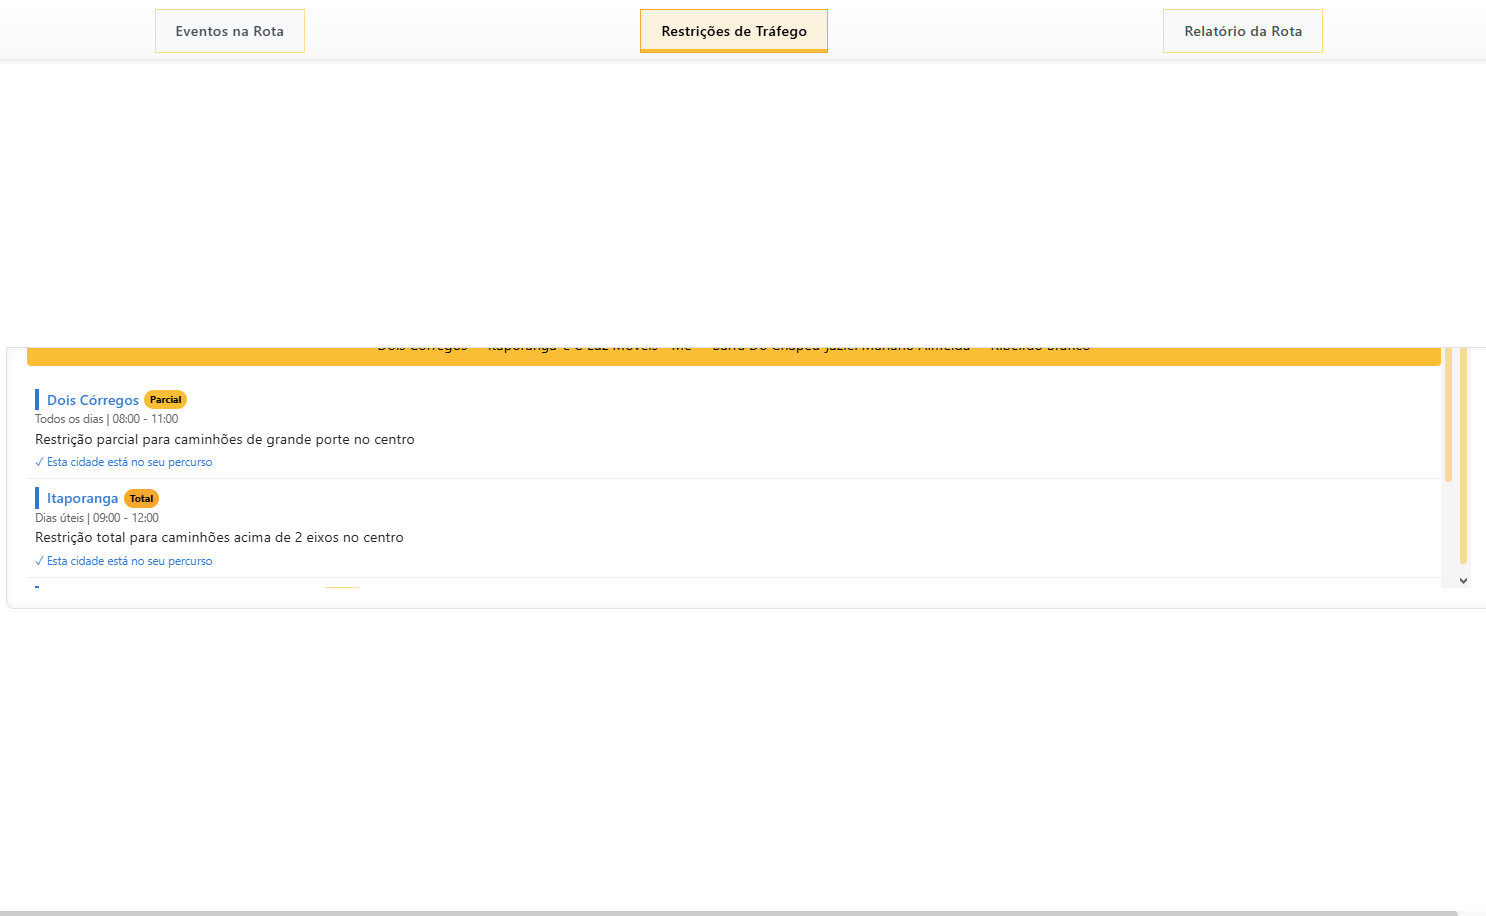 Eventos na Rota
Restrições de Tráfego
Relatório da Rota
Dois Córregos
Dois Córregos Parcial
Todos os dias | 08:00 - 11:00
Restrição parcial para caminhões de grande porte no centro
✓ Esta cidade está no seu percurso
Itaporanga Total
Dias úteis | 09:00 - 12:00
Restrição total para caminhões acima de 2 eixos no centro
✓ Esta cidade está no seu percurso